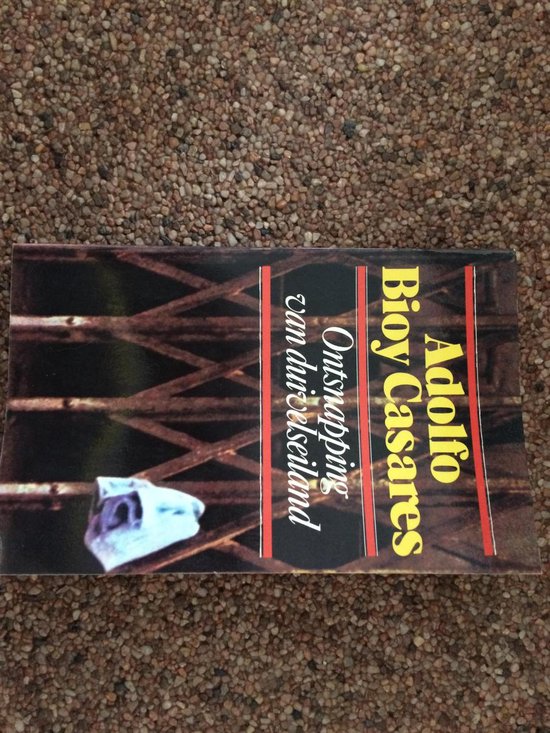 Adolfo
Bioy Casares
Ontsnapping
van duivelseiland